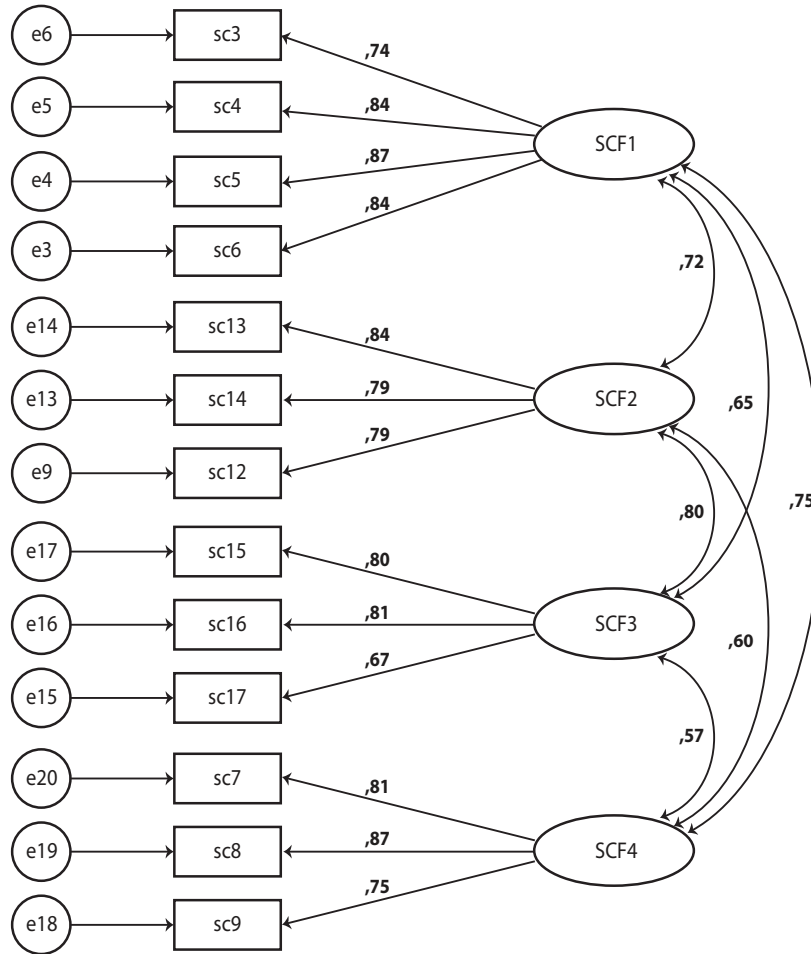 e6 sc3 ,74
e5 sc4 ,84
SCF1
e4 sc5 ,87
e3 sc6 ,84
,72
e14 sc13 ,84
e13 sc14 ,79 SCF2 ,65
e9 sc12 ,79
,80 ,75
e17 sc15 ,80
e16 sc16 ,81 SCF3
,60
e15 sc17 ,67
,57
e20 sc7 ,81
e19 sc8 ,87 SCF4
e18 sc9 ,75